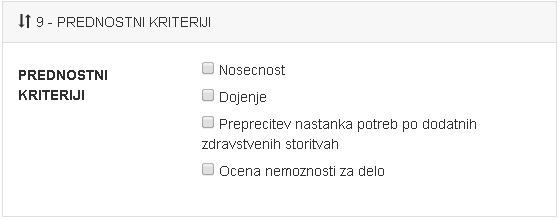 9 - PREDNOSTNI KRITERIJI
PREDNOSTNI
KRITERIJI
Nosecnost
Dojenje
Preprecitev nastanka potreb po dodatnih
zdravstvenih storitvah
Ocena nemoznosti za delo